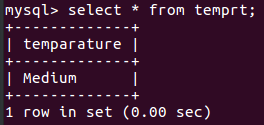 mysql> select * from temprt;
+-------------+
| temparature |
+-------------+
| Medium      |
+-------------+
1 row in set (0.00 sec)